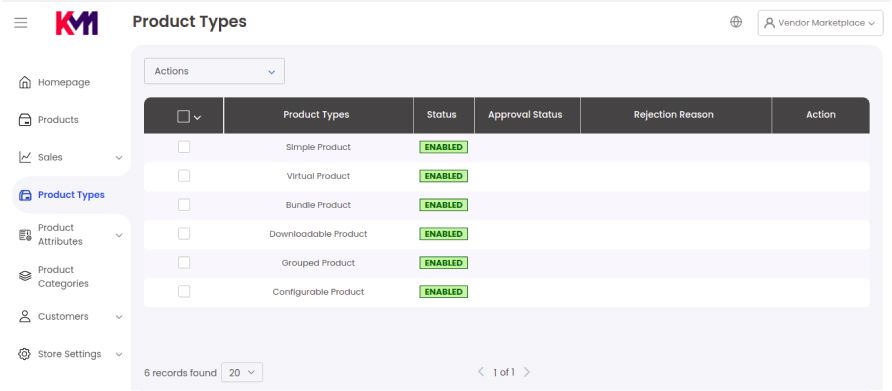 KM
Product Types
Vendor Marketplace
Homepage
Products
Sales
Product Types
Product
Attributes
Product
Categories
Customers
Store Settings
Actions
Product Types Status Approval Status Rejection Reason Action
Simple Product ENABLED
Virtual Product ENABLED
Bundle Product ENABLED
Downloadable Product ENABLED
Grouped Product ENABLED
Configurable Product ENABLED
6 records found 20 1 of 1